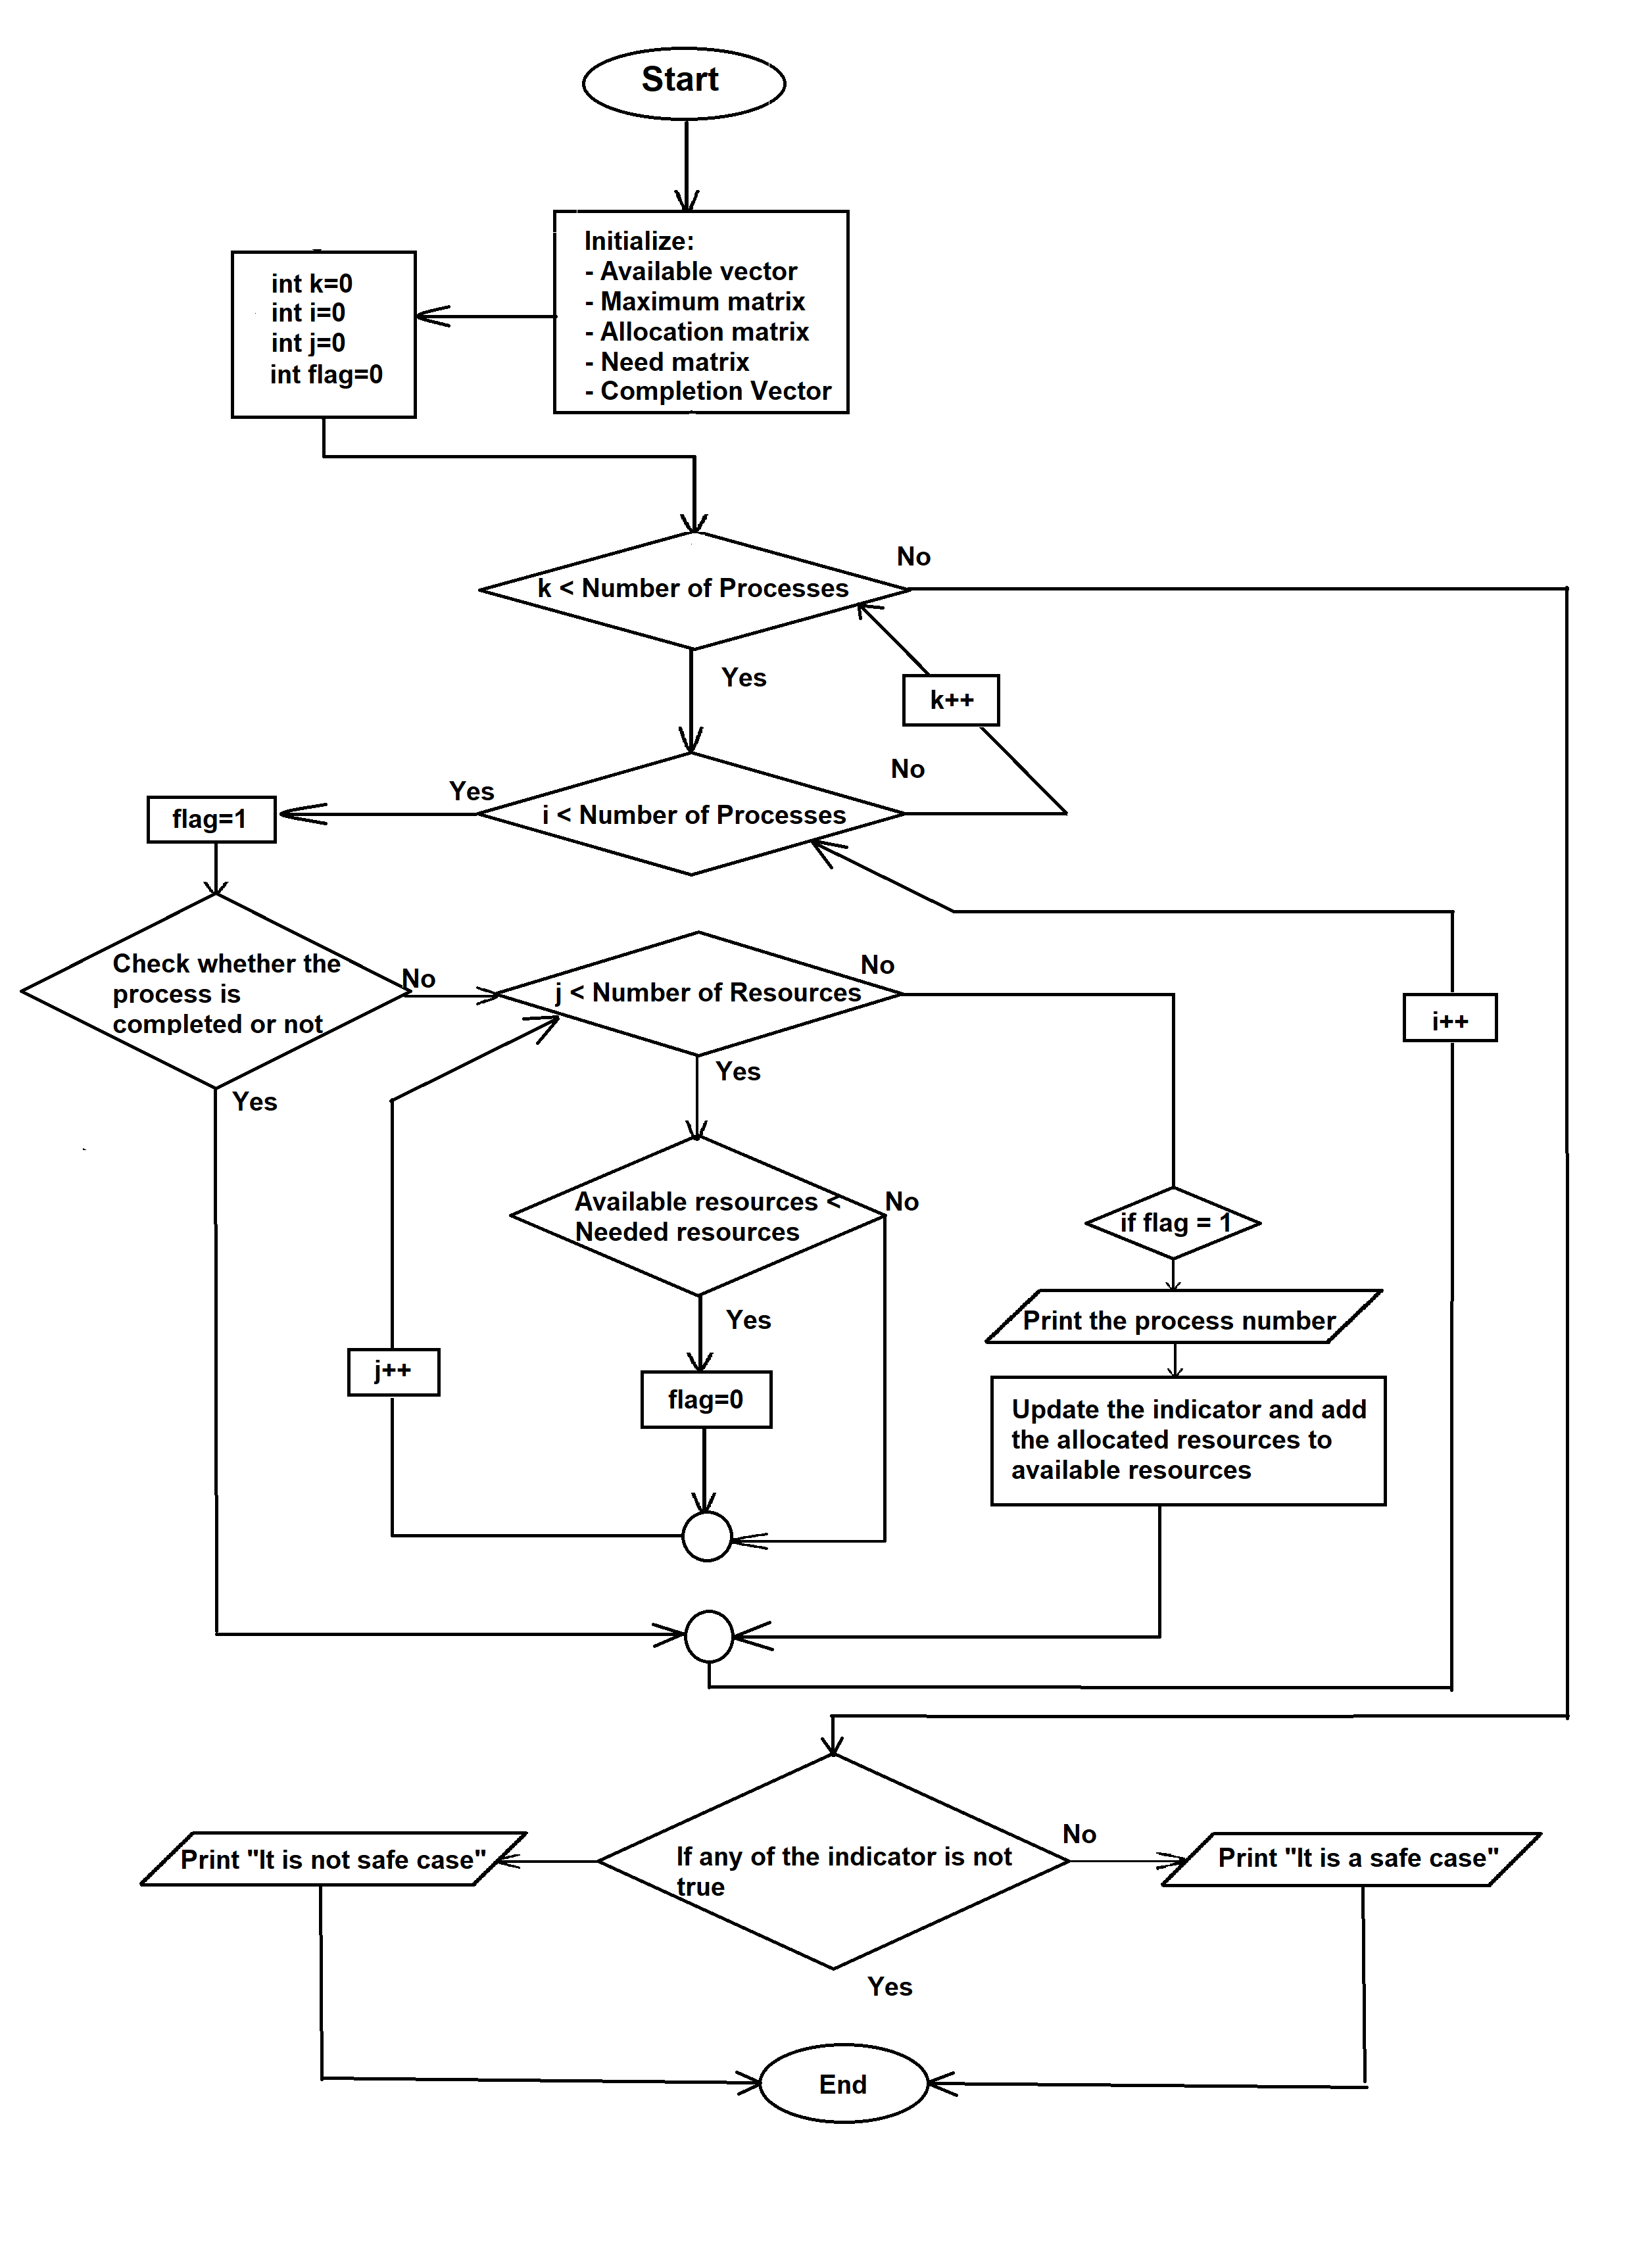 Start
Initialize:
- Available vector
- Maximum matrix
- Allocation matrix
- Need matrix
- Completion Vector
int k=0
int i=0
int j=0
int flag=0
k < Number of Processes
No
Yes
k++
i < Number of Processes
No
Yes
flag=1
Check whether the
process is
completed or not
No
Yes
j < Number of Resources
No
Yes
i++
Available resources <
Needed resources
No
Yes
if flag = 1
Print the process number
j++
flag=0
Update the indicator and add
the allocated resources to
available resources
If any of the indicator is not
true
No
Yes
Print "It is not safe case"
Print "It is a safe case"
End